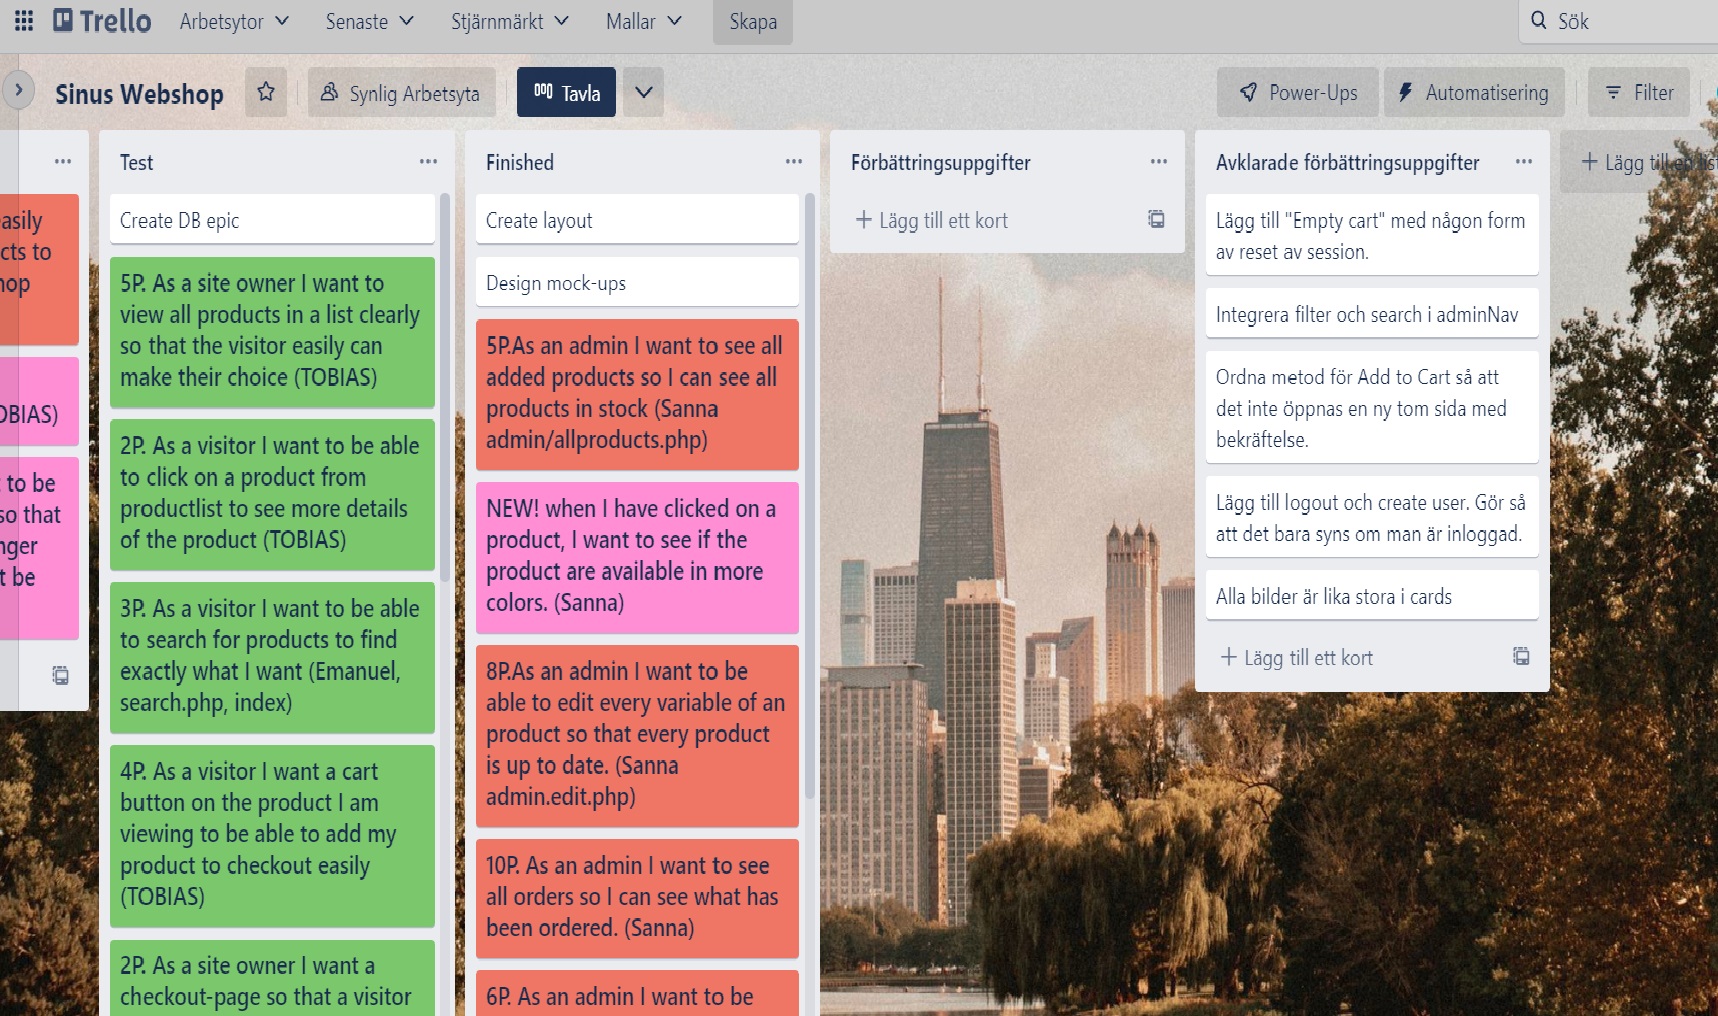 Trello
Arbetsytor
Senaste
Stjärnmärkt
Mallar
Skapa
Sök
Sinus Webshop
Synlig Arbetsyta
Tavla
Power-Ups
Automatisering
Filter
asily
cts to
OBIAS)
to be
so that
t be
Test
Create DB epic
5P. As a site owner I want to
view all products in a list clearly
so that the visitor easily can
make their choice (TOBIAS)
2P. As a visitor I want to be able
to click on a product from
productlist to see more details
of the product (TOBIAS)
3P. As a visitor I want to be able
to search for products to find
exactly what I want (Emanuel,
search.php, index)
4P. As a visitor I want a cart
button on the product I am
viewing to be able to add my
product to checkout easily
(TOBIAS)
2P. As a site owner I want a
checkout-page so that a visitor
Finished
Create layout
Design mock-ups
5P.As an admin I want to see all
added products so I can see all
products in stock (Sanna
admin/allproducts.php)
NEW! when I have clicked on a
product, I want to see if the
product are available in more
colors. (Sanna)
8P.As an admin I want to be
able to edit every variable of an
product so that every product
is up to date. (Sanna
admin.edit.php)
10P. As an admin I want to see
all orders so I can see what has
been ordered. (Sanna)
6P. As an admin I want to be
Förbättringsuppgifter
+ Lägg till ett kort
Avklarade förbättringsuppgifter
Lägg till "Empty cart" med någon form
av reset av session.
Integrera filter och search i adminNav
Ordna metod för Add to Cart så att
det inte öppnas en ny tom sida med
bekräftelse.
Lägg till logout och create user. Gör så
att det bara syns om man är inloggad.
Alla bilder är lika stora i cards
+ Lägg till ett kort
+ Lägg till en list